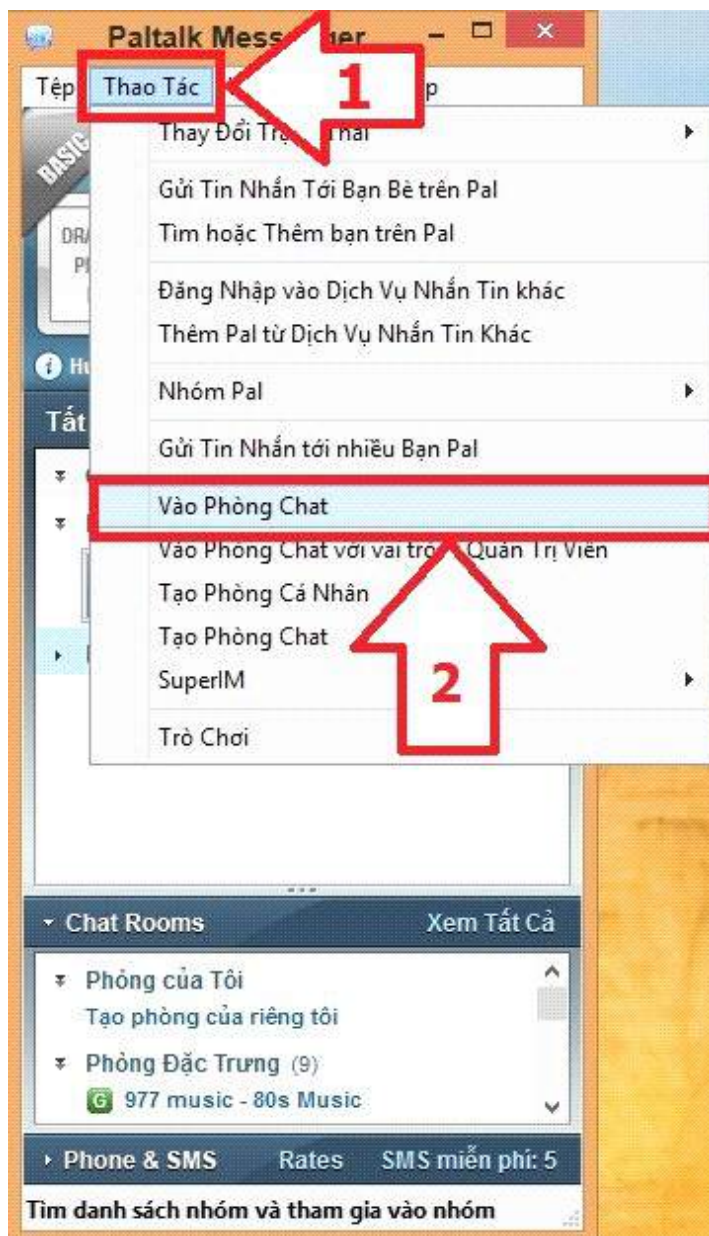 Paltalk Messenger
Tệp Thao Tác
1
BASIC
Thay Đổi Trạng Thái
Gửi Tin Nhắn Tới Bạn Bè trên Pal
Tìm hoặc Thêm bạn trên Pal
Đăng Nhập vào Dịch Vụ Nhắn Tin khác
Thêm Pal từ Dịch Vụ Nhắn Tin Khác
Nhóm Pal
Tất
Gửi Tin Nhắn tới nhiều Bạn Pal
Vào Phòng Chat
Vào Phòng Chat với vai trò Quản Trị Viên
Tạo Phòng Cá Nhân
Tạo Phòng Chat
SuperIM
2
Trò Chơi
Chat Rooms Xem Tất Cả
Phòng của Tôi
Tạo phòng của riêng tôi
Phòng Đặc Trưng (9)
G 977 music - 80s Music
Phone & SMS Rates SMS miễn phí: 5
Tìm danh sách nhóm và tham gia vào nhóm